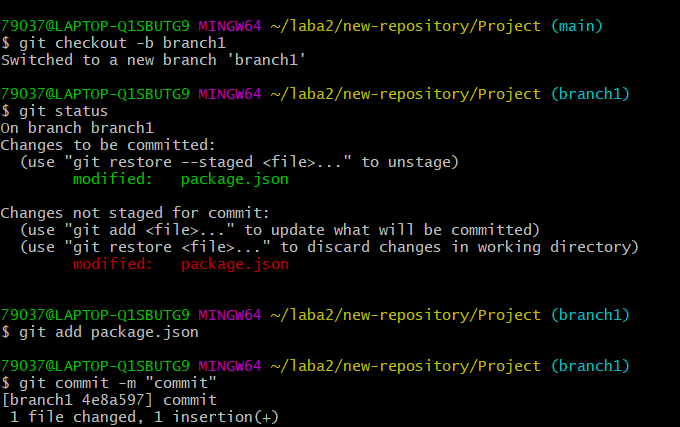 79037@LAPTOP-Q1SBUTG9 MINGW64 ~/laba2/new-repository/Project (main)
$ git checkout -b branch1
Switched to a new branch 'branch1'
79037@LAPTOP-Q1SBUTG9 MINGW64 ~/laba2/new-repository/Project (branch1)
$ git status
On branch branch1
Changes to be committed:
  (use "git restore --staged <file>..." to unstage)
        modified:   package.json
Changes not staged for commit:
  (use "git add <file>..." to update what will be committed)
  (use "git restore <file>..." to discard changes in working directory)
        modified:   package.json
79037@LAPTOP-Q1SBUTG9 MINGW64 ~/laba2/new-repository/Project (branch1)
$ git add package.json
79037@LAPTOP-Q1SBUTG9 MINGW64 ~/laba2/new-repository/Project (branch1)
$ git commit -m "commit"
[branch1 4e8a597] commit
 1 file changed, 1 insertion(+)